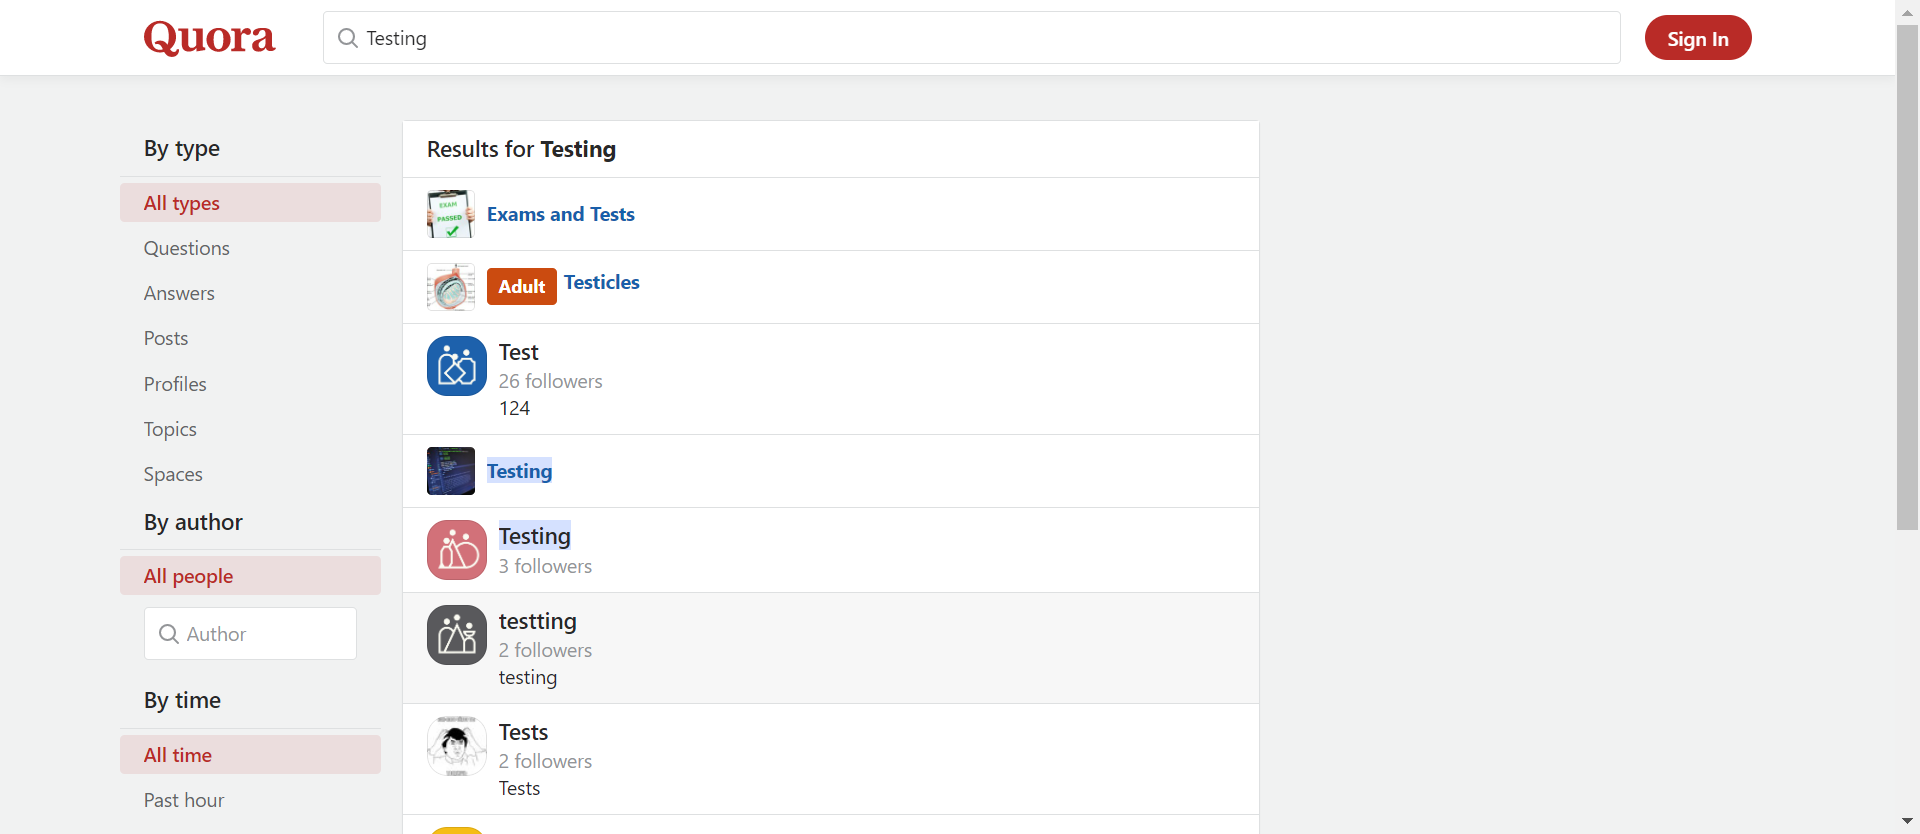 Quora
Testing
Sign In
By type
All types
Questions
Answers
Posts
Profiles
Topics
Spaces
By author
All people
Author
By time
All time
Past hour
Results for Testing
EXAM
PASSED
Exams and Tests
Adult Testicles
Test
26 followers
124
Testing
Testing
3 followers
testting
2 followers
testing
Tests
2 followers
Tests